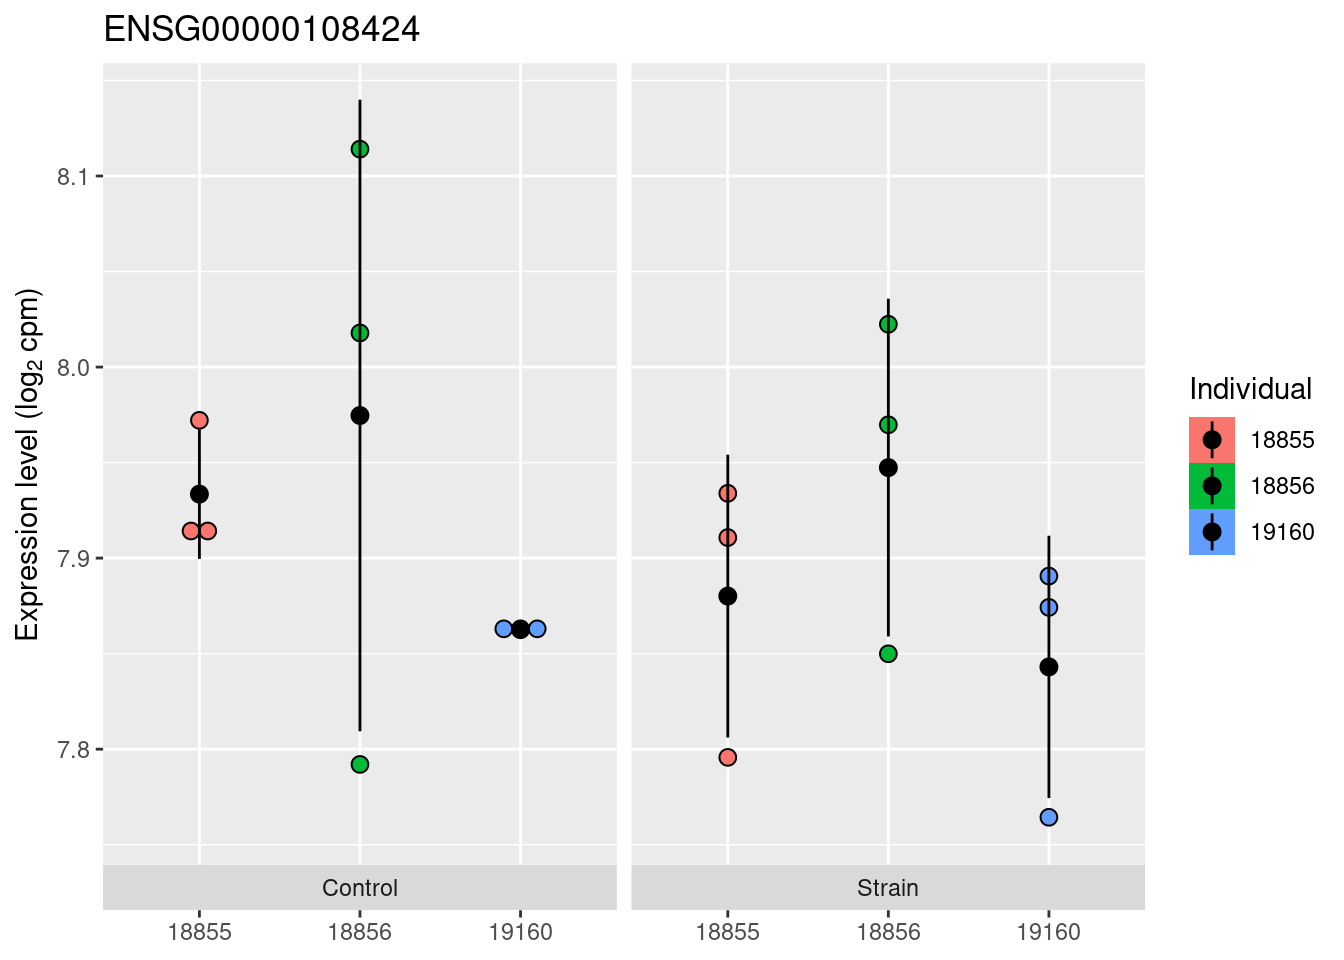 ENSG00000108424
Expression level (log₂ cpm)
8.1
8.0
7.9
7.8
Control
Strain
18855
18856
19160
18855
18856
19160
Individual
18855
18856
19160